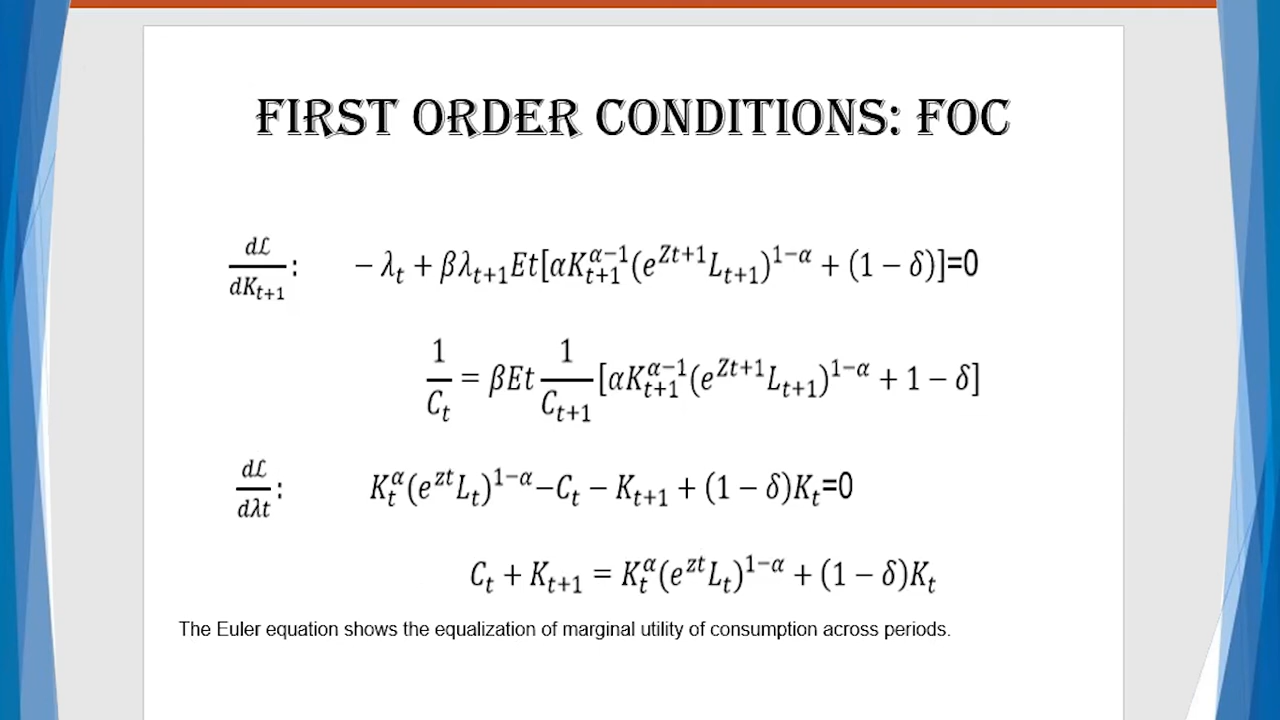 FIRST ORDER CONDITIONS: FOC
dℒ/dK_{t+1}: − λ_t + βλ_{t+1}Et[αK_{t+1}^{α−1}(e^{Zt+1}L_{t+1})^{1−α} + (1 − δ)]=0
1/C_t = βEt 1/C_{t+1} [αK_{t+1}^{α−1}(e^{Zt+1}L_{t+1})^{1−α} + 1 − δ]
dℒ/dλt: K_t^α(e^{zt}L_t)^{1−α}−C_t − K_{t+1} + (1 − δ)K_t=0
C_t + K_{t+1} = K_t^α(e^{zt}L_t)^{1−α} + (1 − δ)K_t
The Euler equation shows the equalization of marginal utility of consumption across periods.